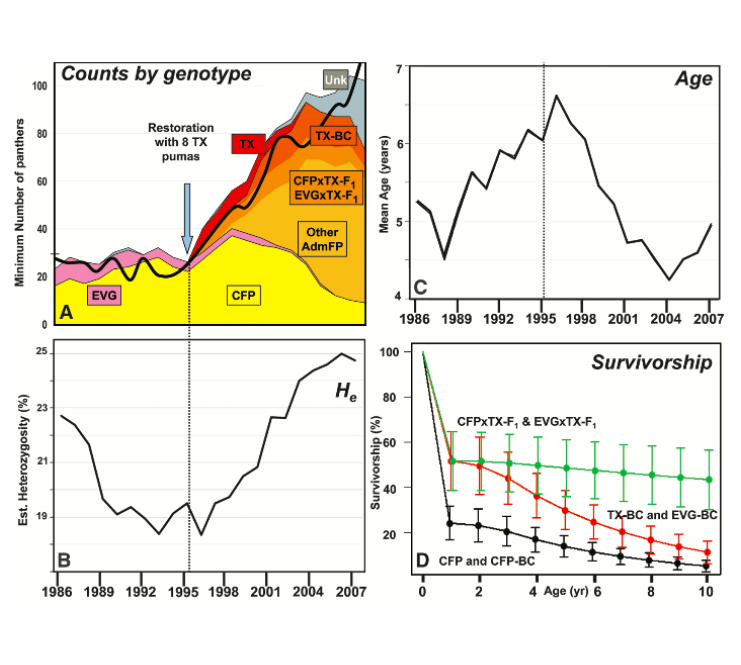 Counts by genotype
Minimum Number of panthers
100
80
60
40
20
0
Restoration
with 8 TX
pumas
Unk
TX
TX-BC
CFPxTX-F₁
EVGxTX-F₁
Other
AdmFP
EVG
CFP
A
Age
Mean Age (years)
7
6
5
4
C
1986 1989 1992 1995 1998 2001 2004 2007
Hₑ
Est. Heterozygosity (%)
25
23
21
19
B
1986 1989 1992 1995 1998 2001 2004 2007
Survivorship
Survivorship (%)
100
80
60
40
20
CFPxTX-F₁ & EVGxTX-F₁
TX-BC and EVG-BC
CFP and CFP-BC
D
0 2 4 Age (yr) 6 8 10